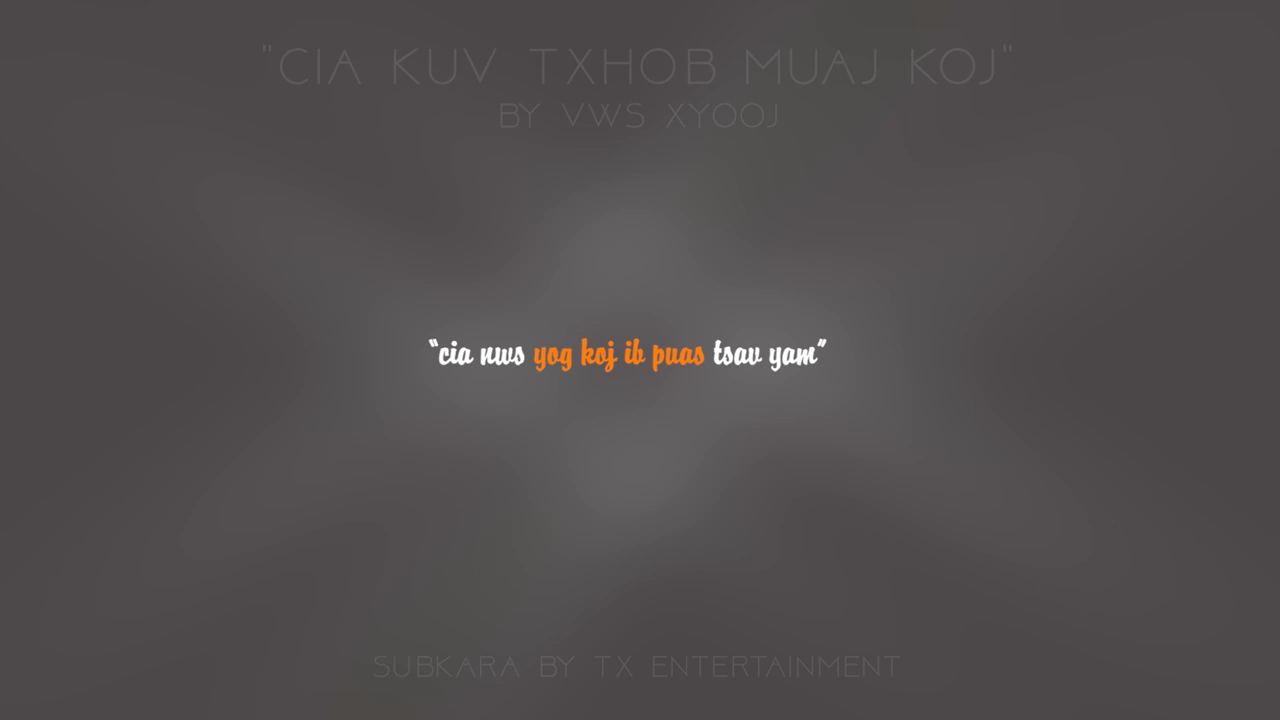 "CIA KUV TXHOB MUAJ KOJ"
BY VWS XYOOJ
"cia nws yog koj ib puas tsav yam"
SUBKARA BY TX ENTERTAINMENT